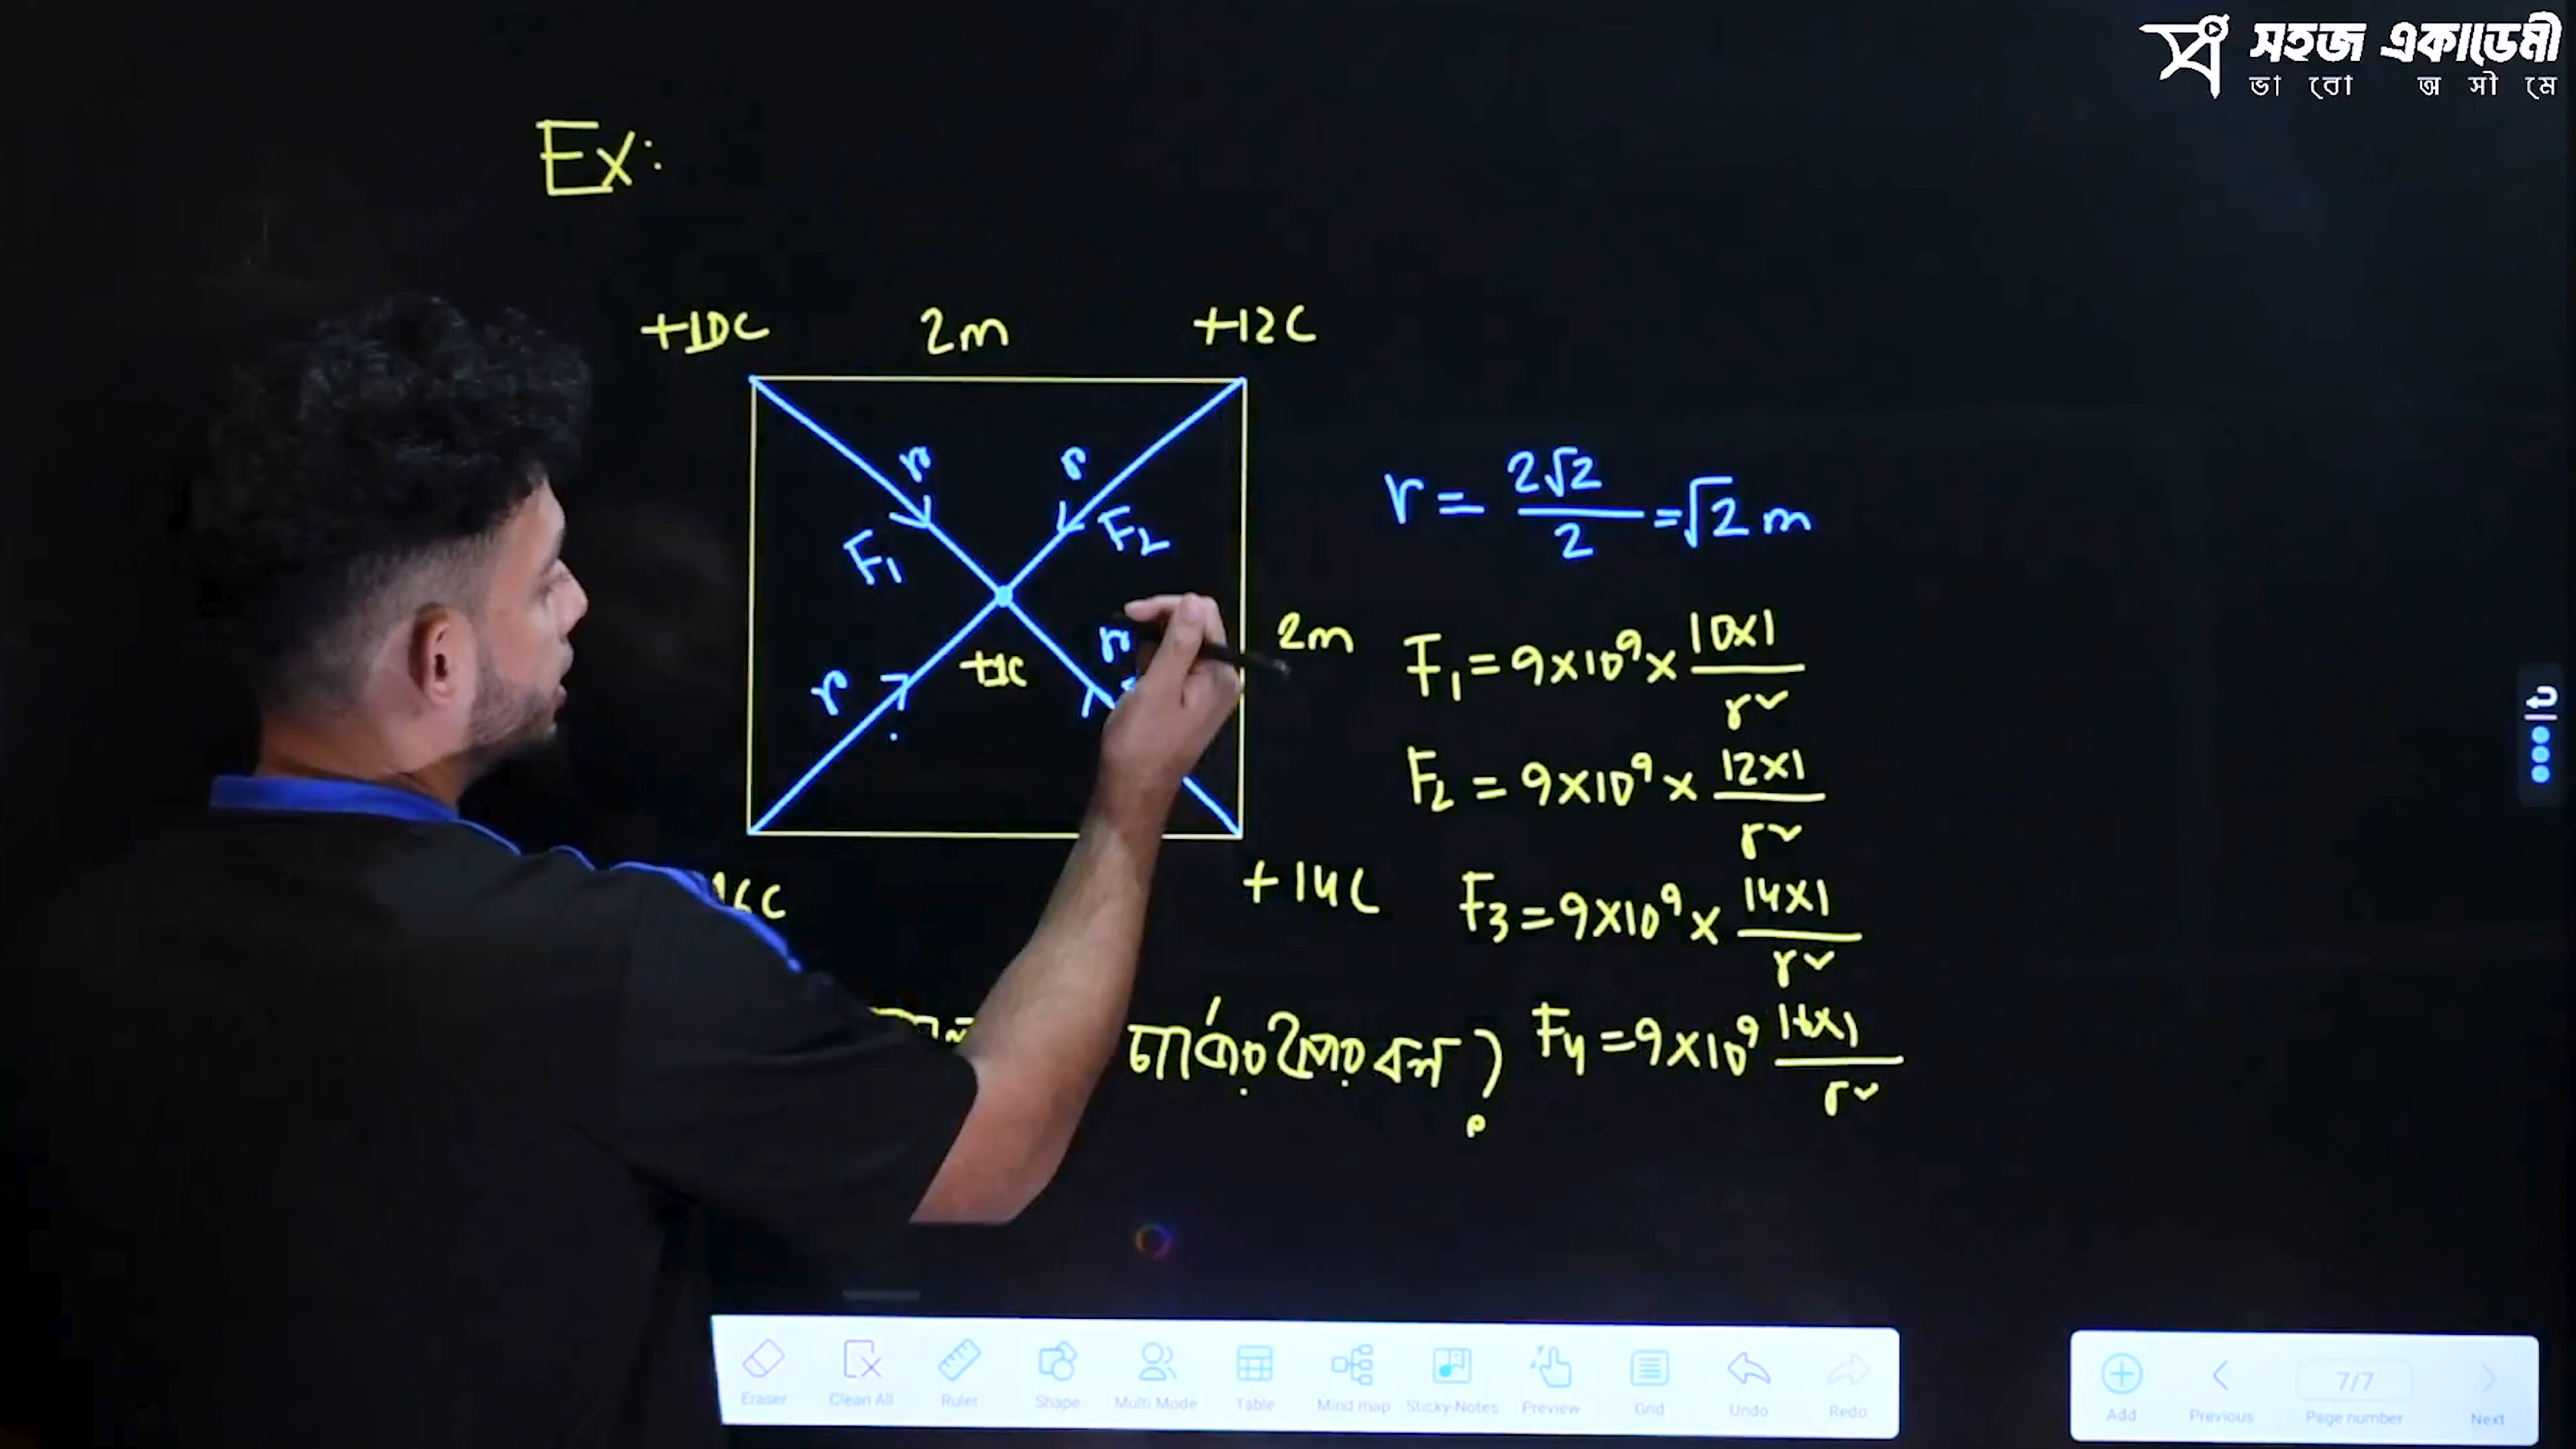 সহজ একাডেমী
ভা বো অ সী মে
Ex:
+10C 2m +12C
r r
F₁ F₂
r = 2√2/2 = √2 m
r +1C r 2m
F₁ = 9×10⁹ × 10×1/r²
F₂ = 9×10⁹ × 12×1/r²
16C +14C
F₃ = 9×10⁹ × 14×1/r²
?
F₄ = 9×10⁹ 16×1/r²
Eraser Clean All Ruler Shape Multi Mode Table Mind map Sticky-Notes Preview Grid Undo Redo
Add Previous 7/7 Page number Next